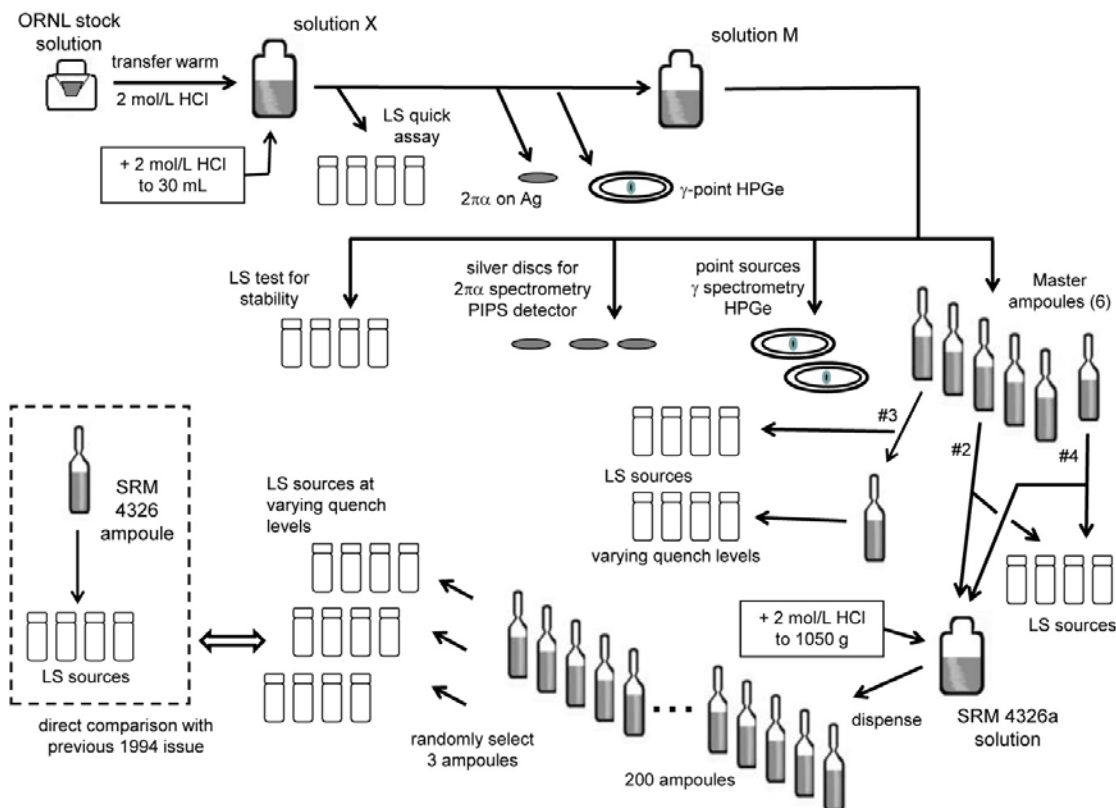 ORNL stock
solution
transfer warm
2 mol/L HCl
solution X
+ 2 mol/L HCl
to 30 mL
LS quick
assay
2πα on Ag
γ-point HPGe
solution M
LS test for
stability
silver discs for
2πα spectrometry
PIPS detector
point sources
γ spectrometry
HPGe
Master
ampoules (6)
#3
#2
#4
LS sources
varying quench levels
LS sources
+ 2 mol/L HCl
to 1050 g
SRM 4326a
solution
dispense
200 ampoules
randomly select
3 ampoules
LS sources at
varying quench
levels
SRM
4326
ampoule
LS sources
direct comparison with
previous 1994 issue